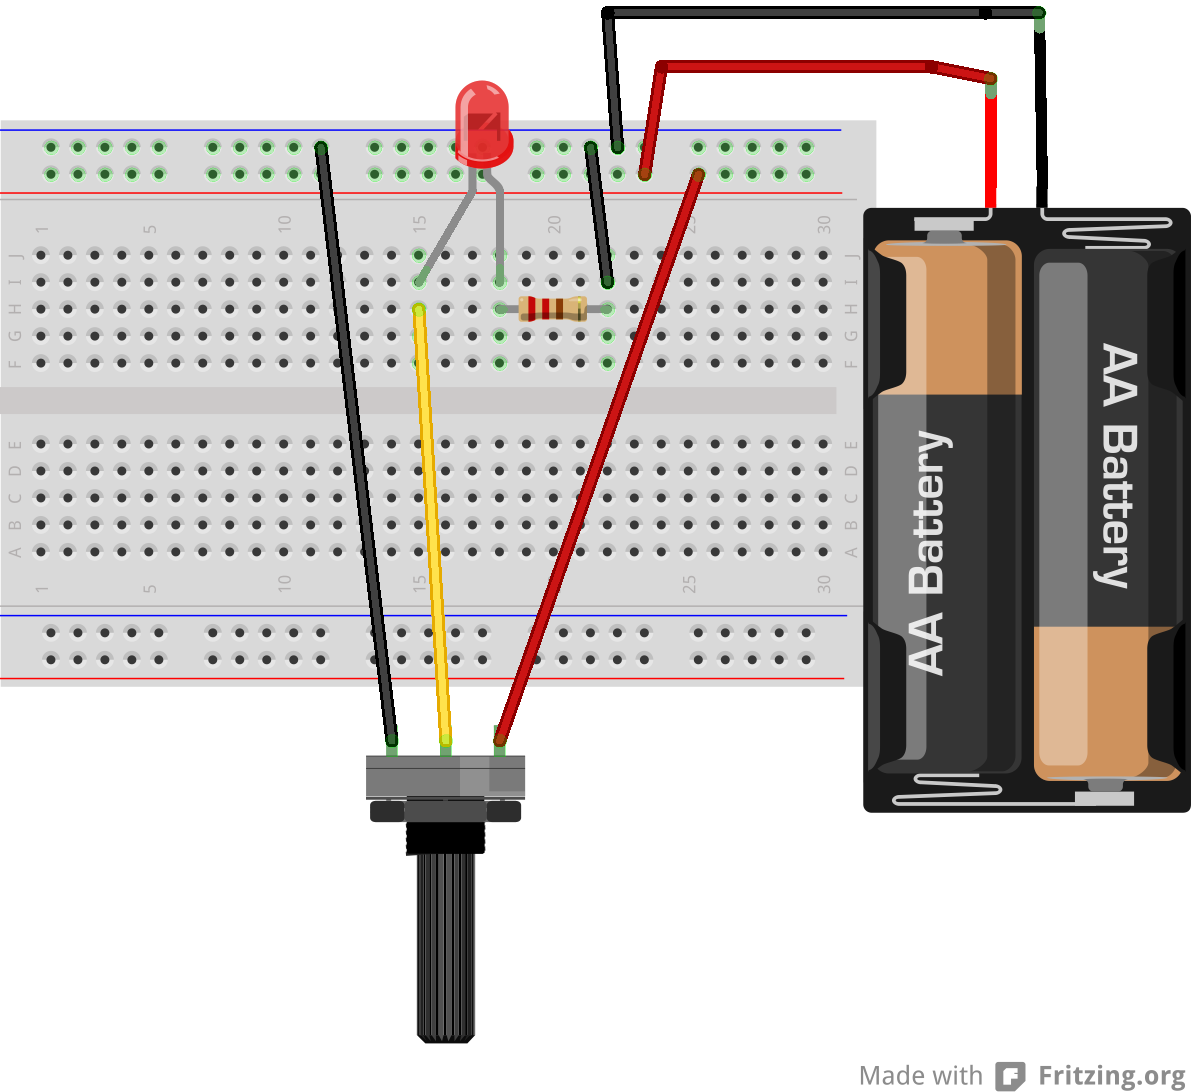 1 5 10 15 20 25 30
J J
I I
H H
G G
F F
E E
D D
C C
B B
A A
1 5 10 15 25 30
AA Battery
AA Battery
Made with Fritzing.org